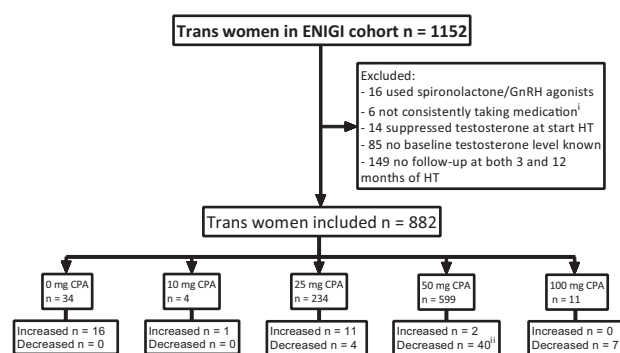 Trans women in ENIGI cohort n = 1152
Excluded:
- 16 used spironolactone/GnRH agonists
- 6 not consistently taking medicationⁱ
- 14 suppressed testosterone at start HT
- 85 no baseline testosterone level known
- 149 no follow-up at both 3 and 12
months of HT
Trans women included n = 882
0 mg CPA
n = 34
10 mg CPA
n = 4
25 mg CPA
n = 234
50 mg CPA
n = 599
100 mg CPA
n = 11
Increased n = 16
Decreased n = 0
Increased n = 1
Decreased n = 0
Increased n = 11
Decreased n = 4
Increased n = 2
Decreased n = 40ⁱⁱ
Increased n = 0
Decreased n = 7